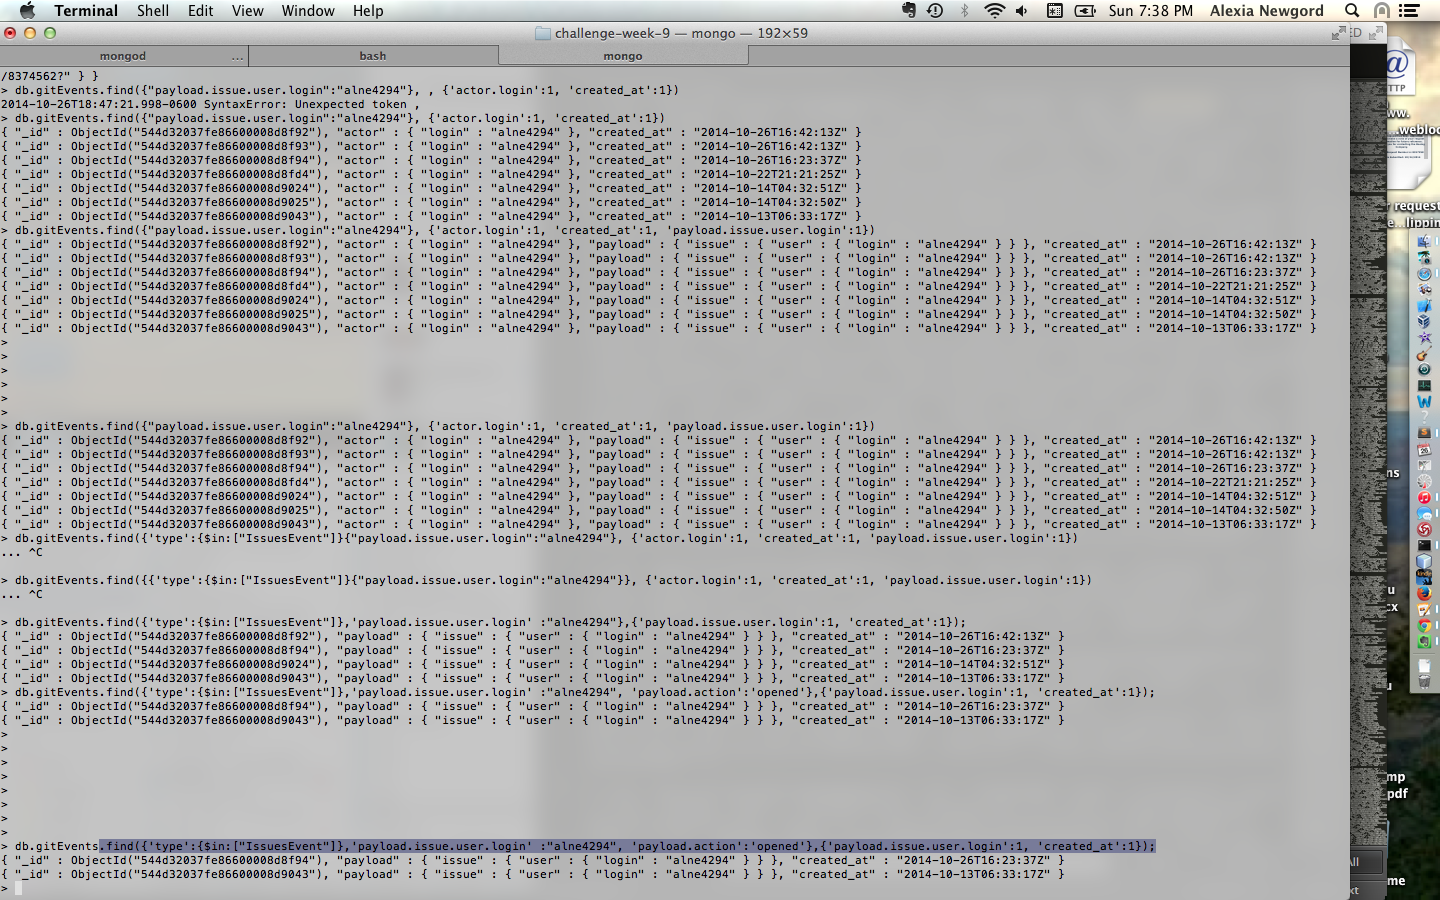 Terminal Shell Edit View Window Help Sun 7:38 PM Alexia Newgord
challenge-week-9 — mongo — 192×59
mongod ... bash mongo
/8374562?" } }
> db.gitEvents.find({"payload.issue.user.login":"alne4294"}, , {'actor.login':1, 'created_at':1})
2014-10-26T18:47:21.998-0600 SyntaxError: Unexpected token ,
> db.gitEvents.find({"payload.issue.user.login":"alne4294"}, {'actor.login':1, 'created_at':1})
{ "_id" : ObjectId("544d32037fe86600008d8f92"), "actor" : { "login" : "alne4294" }, "created_at" : "2014-10-26T16:42:13Z" }
{ "_id" : ObjectId("544d32037fe86600008d8f93"), "actor" : { "login" : "alne4294" }, "created_at" : "2014-10-26T16:42:13Z" }
{ "_id" : ObjectId("544d32037fe86600008d8f94"), "actor" : { "login" : "alne4294" }, "created_at" : "2014-10-26T16:23:37Z" }
{ "_id" : ObjectId("544d32037fe86600008d8fd4"), "actor" : { "login" : "alne4294" }, "created_at" : "2014-10-22T21:21:25Z" }
{ "_id" : ObjectId("544d32037fe86600008d9024"), "actor" : { "login" : "alne4294" }, "created_at" : "2014-10-14T04:32:51Z" }
{ "_id" : ObjectId("544d32037fe86600008d9025"), "actor" : { "login" : "alne4294" }, "created_at" : "2014-10-14T04:32:50Z" }
{ "_id" : ObjectId("544d32037fe86600008d9043"), "actor" : { "login" : "alne4294" }, "created_at" : "2014-10-13T06:33:17Z" }
> db.gitEvents.find({"payload.issue.user.login":"alne4294"}, {'actor.login':1, 'created_at':1, 'payload.issue.user.login':1})
{ "_id" : ObjectId("544d32037fe86600008d8f92"), "actor" : { "login" : "alne4294" }, "payload" : { "issue" : { "user" : { "login" : "alne4294" } } }, "created_at" : "2014-10-26T16:42:13Z" }
{ "_id" : ObjectId("544d32037fe86600008d8f93"), "actor" : { "login" : "alne4294" }, "payload" : { "issue" : { "user" : { "login" : "alne4294" } } }, "created_at" : "2014-10-26T16:42:13Z" }
{ "_id" : ObjectId("544d32037fe86600008d8f94"), "actor" : { "login" : "alne4294" }, "payload" : { "issue" : { "user" : { "login" : "alne4294" } } }, "created_at" : "2014-10-26T16:23:37Z" }
{ "_id" : ObjectId("544d32037fe86600008d8fd4"), "actor" : { "login" : "alne4294" }, "payload" : { "issue" : { "user" : { "login" : "alne4294" } } }, "created_at" : "2014-10-22T21:21:25Z" }
{ "_id" : ObjectId("544d32037fe86600008d9024"), "actor" : { "login" : "alne4294" }, "payload" : { "issue" : { "user" : { "login" : "alne4294" } } }, "created_at" : "2014-10-14T04:32:51Z" }
{ "_id" : ObjectId("544d32037fe86600008d9025"), "actor" : { "login" : "alne4294" }, "payload" : { "issue" : { "user" : { "login" : "alne4294" } } }, "created_at" : "2014-10-14T04:32:50Z" }
{ "_id" : ObjectId("544d32037fe86600008d9043"), "actor" : { "login" : "alne4294" }, "payload" : { "issue" : { "user" : { "login" : "alne4294" } } }, "created_at" : "2014-10-13T06:33:17Z" }
>
>
>
>
>
>
> db.gitEvents.find({"payload.issue.user.login":"alne4294"}, {'actor.login':1, 'created_at':1, 'payload.issue.user.login':1})
{ "_id" : ObjectId("544d32037fe86600008d8f92"), "actor" : { "login" : "alne4294" }, "payload" : { "issue" : { "user" : { "login" : "alne4294" } } }, "created_at" : "2014-10-26T16:42:13Z" }
{ "_id" : ObjectId("544d32037fe86600008d8f93"), "actor" : { "login" : "alne4294" }, "payload" : { "issue" : { "user" : { "login" : "alne4294" } } }, "created_at" : "2014-10-26T16:42:13Z" }
{ "_id" : ObjectId("544d32037fe86600008d8f94"), "actor" : { "login" : "alne4294" }, "payload" : { "issue" : { "user" : { "login" : "alne4294" } } }, "created_at" : "2014-10-26T16:23:37Z" }
{ "_id" : ObjectId("544d32037fe86600008d8fd4"), "actor" : { "login" : "alne4294" }, "payload" : { "issue" : { "user" : { "login" : "alne4294" } } }, "created_at" : "2014-10-22T21:21:25Z" }
{ "_id" : ObjectId("544d32037fe86600008d9024"), "actor" : { "login" : "alne4294" }, "payload" : { "issue" : { "user" : { "login" : "alne4294" } } }, "created_at" : "2014-10-14T04:32:51Z" }
{ "_id" : ObjectId("544d32037fe86600008d9025"), "actor" : { "login" : "alne4294" }, "payload" : { "issue" : { "user" : { "login" : "alne4294" } } }, "created_at" : "2014-10-14T04:32:50Z" }
{ "_id" : ObjectId("544d32037fe86600008d9043"), "actor" : { "login" : "alne4294" }, "payload" : { "issue" : { "user" : { "login" : "alne4294" } } }, "created_at" : "2014-10-13T06:33:17Z" }
> db.gitEvents.find({'type':{$in:["IssuesEvent"]}{"payload.issue.user.login":"alne4294"}, {'actor.login':1, 'created_at':1, 'payload.issue.user.login':1})
... ^C
> db.gitEvents.find({{'type':{$in:["IssuesEvent"]}{"payload.issue.user.login":"alne4294"}}, {'actor.login':1, 'created_at':1, 'payload.issue.user.login':1})
... ^C
> db.gitEvents.find({'type':{$in:["IssuesEvent"]},'payload.issue.user.login' :"alne4294"},{'payload.issue.user.login':1, 'created_at':1});
{ "_id" : ObjectId("544d32037fe86600008d8f92"), "payload" : { "issue" : { "user" : { "login" : "alne4294" } } }, "created_at" : "2014-10-26T16:42:13Z" }
{ "_id" : ObjectId("544d32037fe86600008d8f94"), "payload" : { "issue" : { "user" : { "login" : "alne4294" } } }, "created_at" : "2014-10-26T16:23:37Z" }
{ "_id" : ObjectId("544d32037fe86600008d9024"), "payload" : { "issue" : { "user" : { "login" : "alne4294" } } }, "created_at" : "2014-10-14T04:32:51Z" }
{ "_id" : ObjectId("544d32037fe86600008d9043"), "payload" : { "issue" : { "user" : { "login" : "alne4294" } } }, "created_at" : "2014-10-13T06:33:17Z" }
> db.gitEvents.find({'type':{$in:["IssuesEvent"]},'payload.issue.user.login' :"alne4294", 'payload.action':'opened'},{'payload.issue.user.login':1, 'created_at':1});
{ "_id" : ObjectId("544d32037fe86600008d8f94"), "payload" : { "issue" : { "user" : { "login" : "alne4294" } } }, "created_at" : "2014-10-26T16:23:37Z" }
{ "_id" : ObjectId("544d32037fe86600008d9043"), "payload" : { "issue" : { "user" : { "login" : "alne4294" } } }, "created_at" : "2014-10-13T06:33:17Z" }
>
>
>
>
>
>
>
>
> db.gitEvents.find({'type':{$in:["IssuesEvent"]},'payload.issue.user.login' :"alne4294", 'payload.action':'opened'},{'payload.issue.user.login':1, 'created_at':1});
{ "_id" : ObjectId("544d32037fe86600008d8f94"), "payload" : { "issue" : { "user" : { "login" : "alne4294" } } }, "created_at" : "2014-10-26T16:23:37Z" }
{ "_id" : ObjectId("544d32037fe86600008d9043"), "payload" : { "issue" : { "user" : { "login" : "alne4294" } } }, "created_at" : "2014-10-13T06:33:17Z" }
>